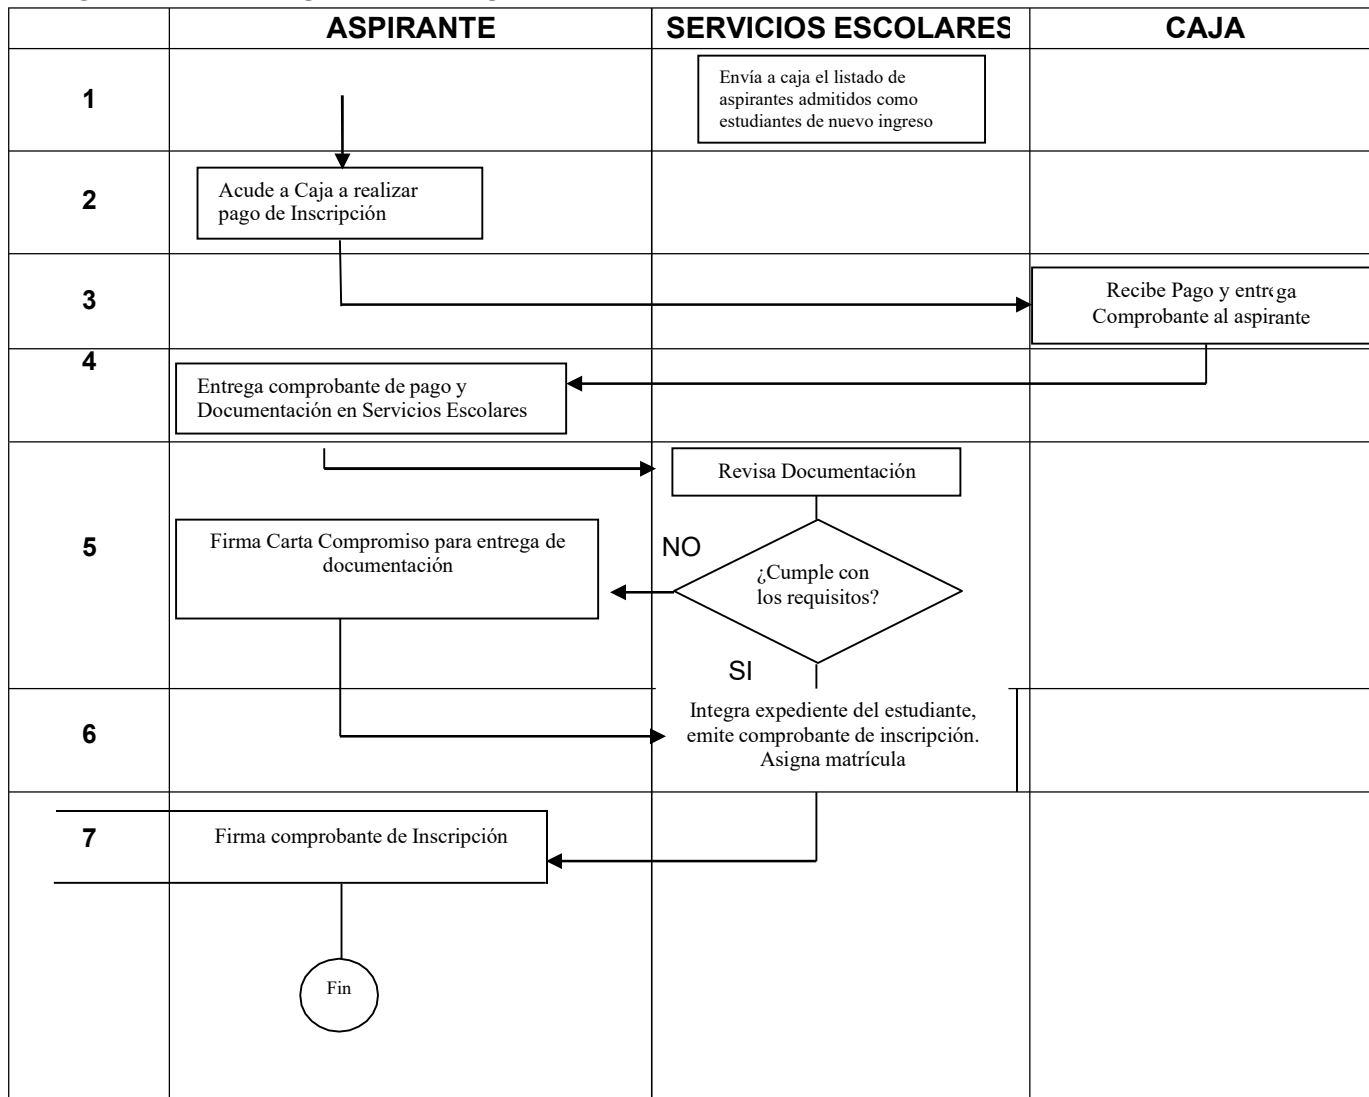 ASPIRANTE
SERVICIOS ESCOLARES
CAJA
1
Envía a caja el listado de
aspirantes admitidos como
estudiantes de nuevo ingreso
2
Acude a Caja a realizar
pago de Inscripción
3
Recibe Pago y entrega
Comprobante al aspirante
4
Entrega comprobante de pago y
Documentación en Servicios Escolares
Revisa Documentación
5
Firma Carta Compromiso para entrega de
documentación
NO
¿Cumple con
los requisitos?
SI
6
Integra expediente del estudiante,
emite comprobante de inscripción.
Asigna matrícula
7
Firma comprobante de Inscripción
Fin